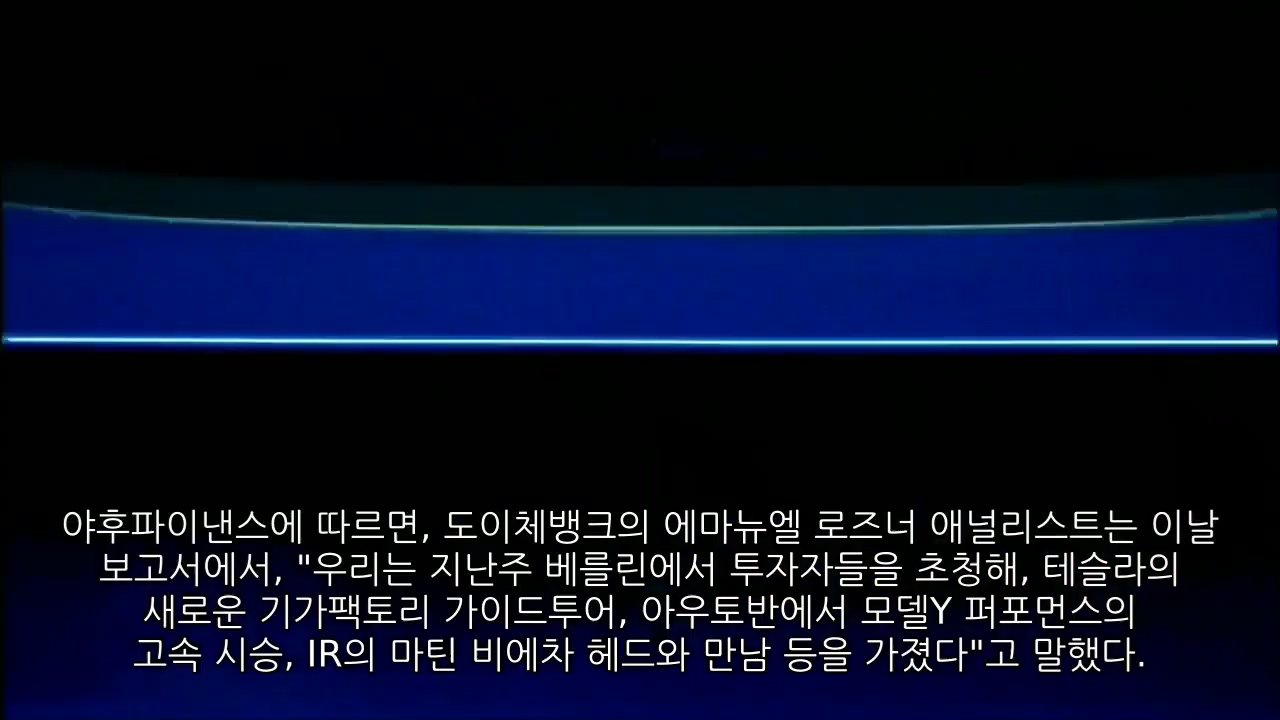 야후파이낸스에 따르면, 도이체뱅크의 에마뉴엘 로즈너 애널리스트는 이날
보고서에서, "우리는 지난주 베를린에서 투자자들을 초청해, 테슬라의
새로운 기가팩토리 가이드투어, 아우토반에서 모델Y 퍼포먼스의
고속 시승, IR의 마틴 비에차 헤드와 만남 등을 가졌다"고 말했다.